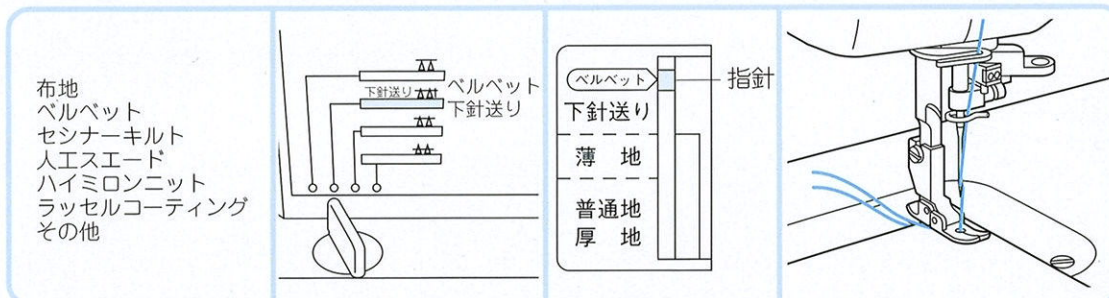 布地
ベルベット
セシナーキルト
人工スエード
ハイミロンニット
ラッセルコーティング
その他
下針送り
ベルベット
下針送り
ベルベット
指針
下針送り
薄 地
普通地
厚 地